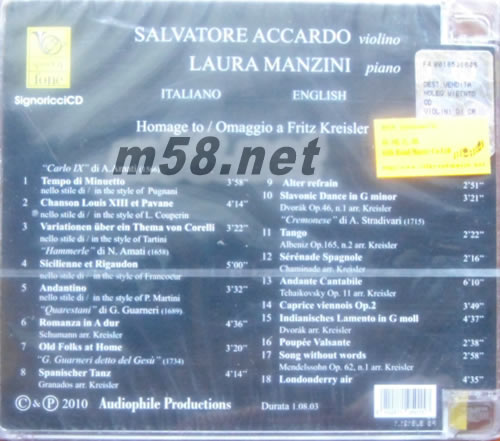 SALVATORE ACCARDO violino
LAURA MANZINI piano
fonè
SignoricciCD
ITALIANO ENGLISH
Homage to / Omaggio a Fritz Kreisler
m58.net
"Carlo IX" di A. Amati
1 Tempo di Minuetto 3'58"
nello stile di / in the style of Pugnani
2 Chanson Louis XIII et Pavane 4'14"
nello stile di / in the style of L. Couperin
3 Variationen über ein Thema von Corelli 3'22"
nello stile di / in the style of Tartini
"Hammerle" di N. Amati (1658)
4 Sicilienne et Rigaudon 5'00"
nello stile di / in the style of Francoeur
5 Andantino 3'32"
nello stile di / in the style of P. Martini
"Quarestani" di G. Guarneri (1689)
6 Romanza in A dur 4'36"
Schumann arr. Kreisler
7 Old Folks at Home 3'20"
"G. Guarneri detto del Gesù" (1734)
8 Spanischer Tanz 4'14"
Granados arr. Kreisler
9 Alter refrain 2'51"
10 Slavonic Dance in G minor 3'21"
Dvorák Op.46, n.1 arr. Kreisler
"Cremonese" di A. Stradivari (1715)
11 Tango 2'22"
Albeniz Op.165, n.2 arr. Kreisler
12 Sérénade Spagnole 2'16"
Chaminade arr. Kreisler
13 Andante Cantabile 6'10"
Tchaikovsky Op. 11 arr. Kreisler
14 Caprice viennois Op.2 3'49"
15 Indianisches Lamento in G moll 4'37"
Dvorák arr. Kreisler
16 Poupée Valsante 2'38"
17 Song without words 2'58"
Mendelssohn Op. 62, n.1 arr. Kreisler
18 Londonderry air 4'35"
© & ℗ 2010 Audiophile Productions Durata 1.08.03